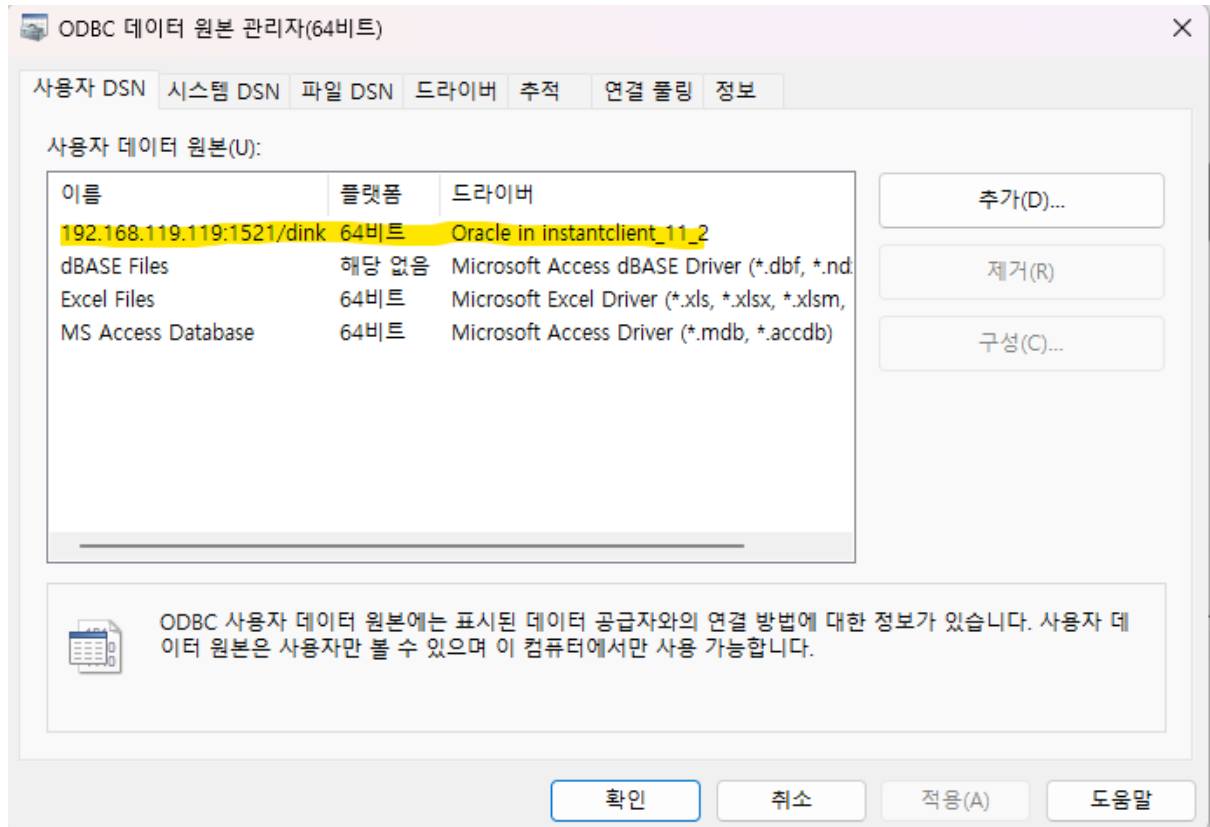 ODBC 데이터 원본 관리자(64비트)
사용자 DSN 시스템 DSN 파일 DSN 드라이버 추적 연결 풀링 정보
사용자 데이터 원본(U):
이름 플랫폼 드라이버
192.168.119.119:1521/dink 64비트 Oracle in instantclient_11_2
dBASE Files 해당 없음 Microsoft Access dBASE Driver (*.dbf, *.nd
Excel Files 64비트 Microsoft Excel Driver (*.xls, *.xlsx, *.xlsm,
MS Access Database 64비트 Microsoft Access Driver (*.mdb, *.accdb)
추가(D)...
제거(R)
구성(C)...
ODBC 사용자 데이터 원본에는 표시된 데이터 공급자와의 연결 방법에 대한 정보가 있습니다. 사용자 데
이터 원본은 사용자만 볼 수 있으며 이 컴퓨터에서만 사용 가능합니다.
확인 취소 적용(A) 도움말